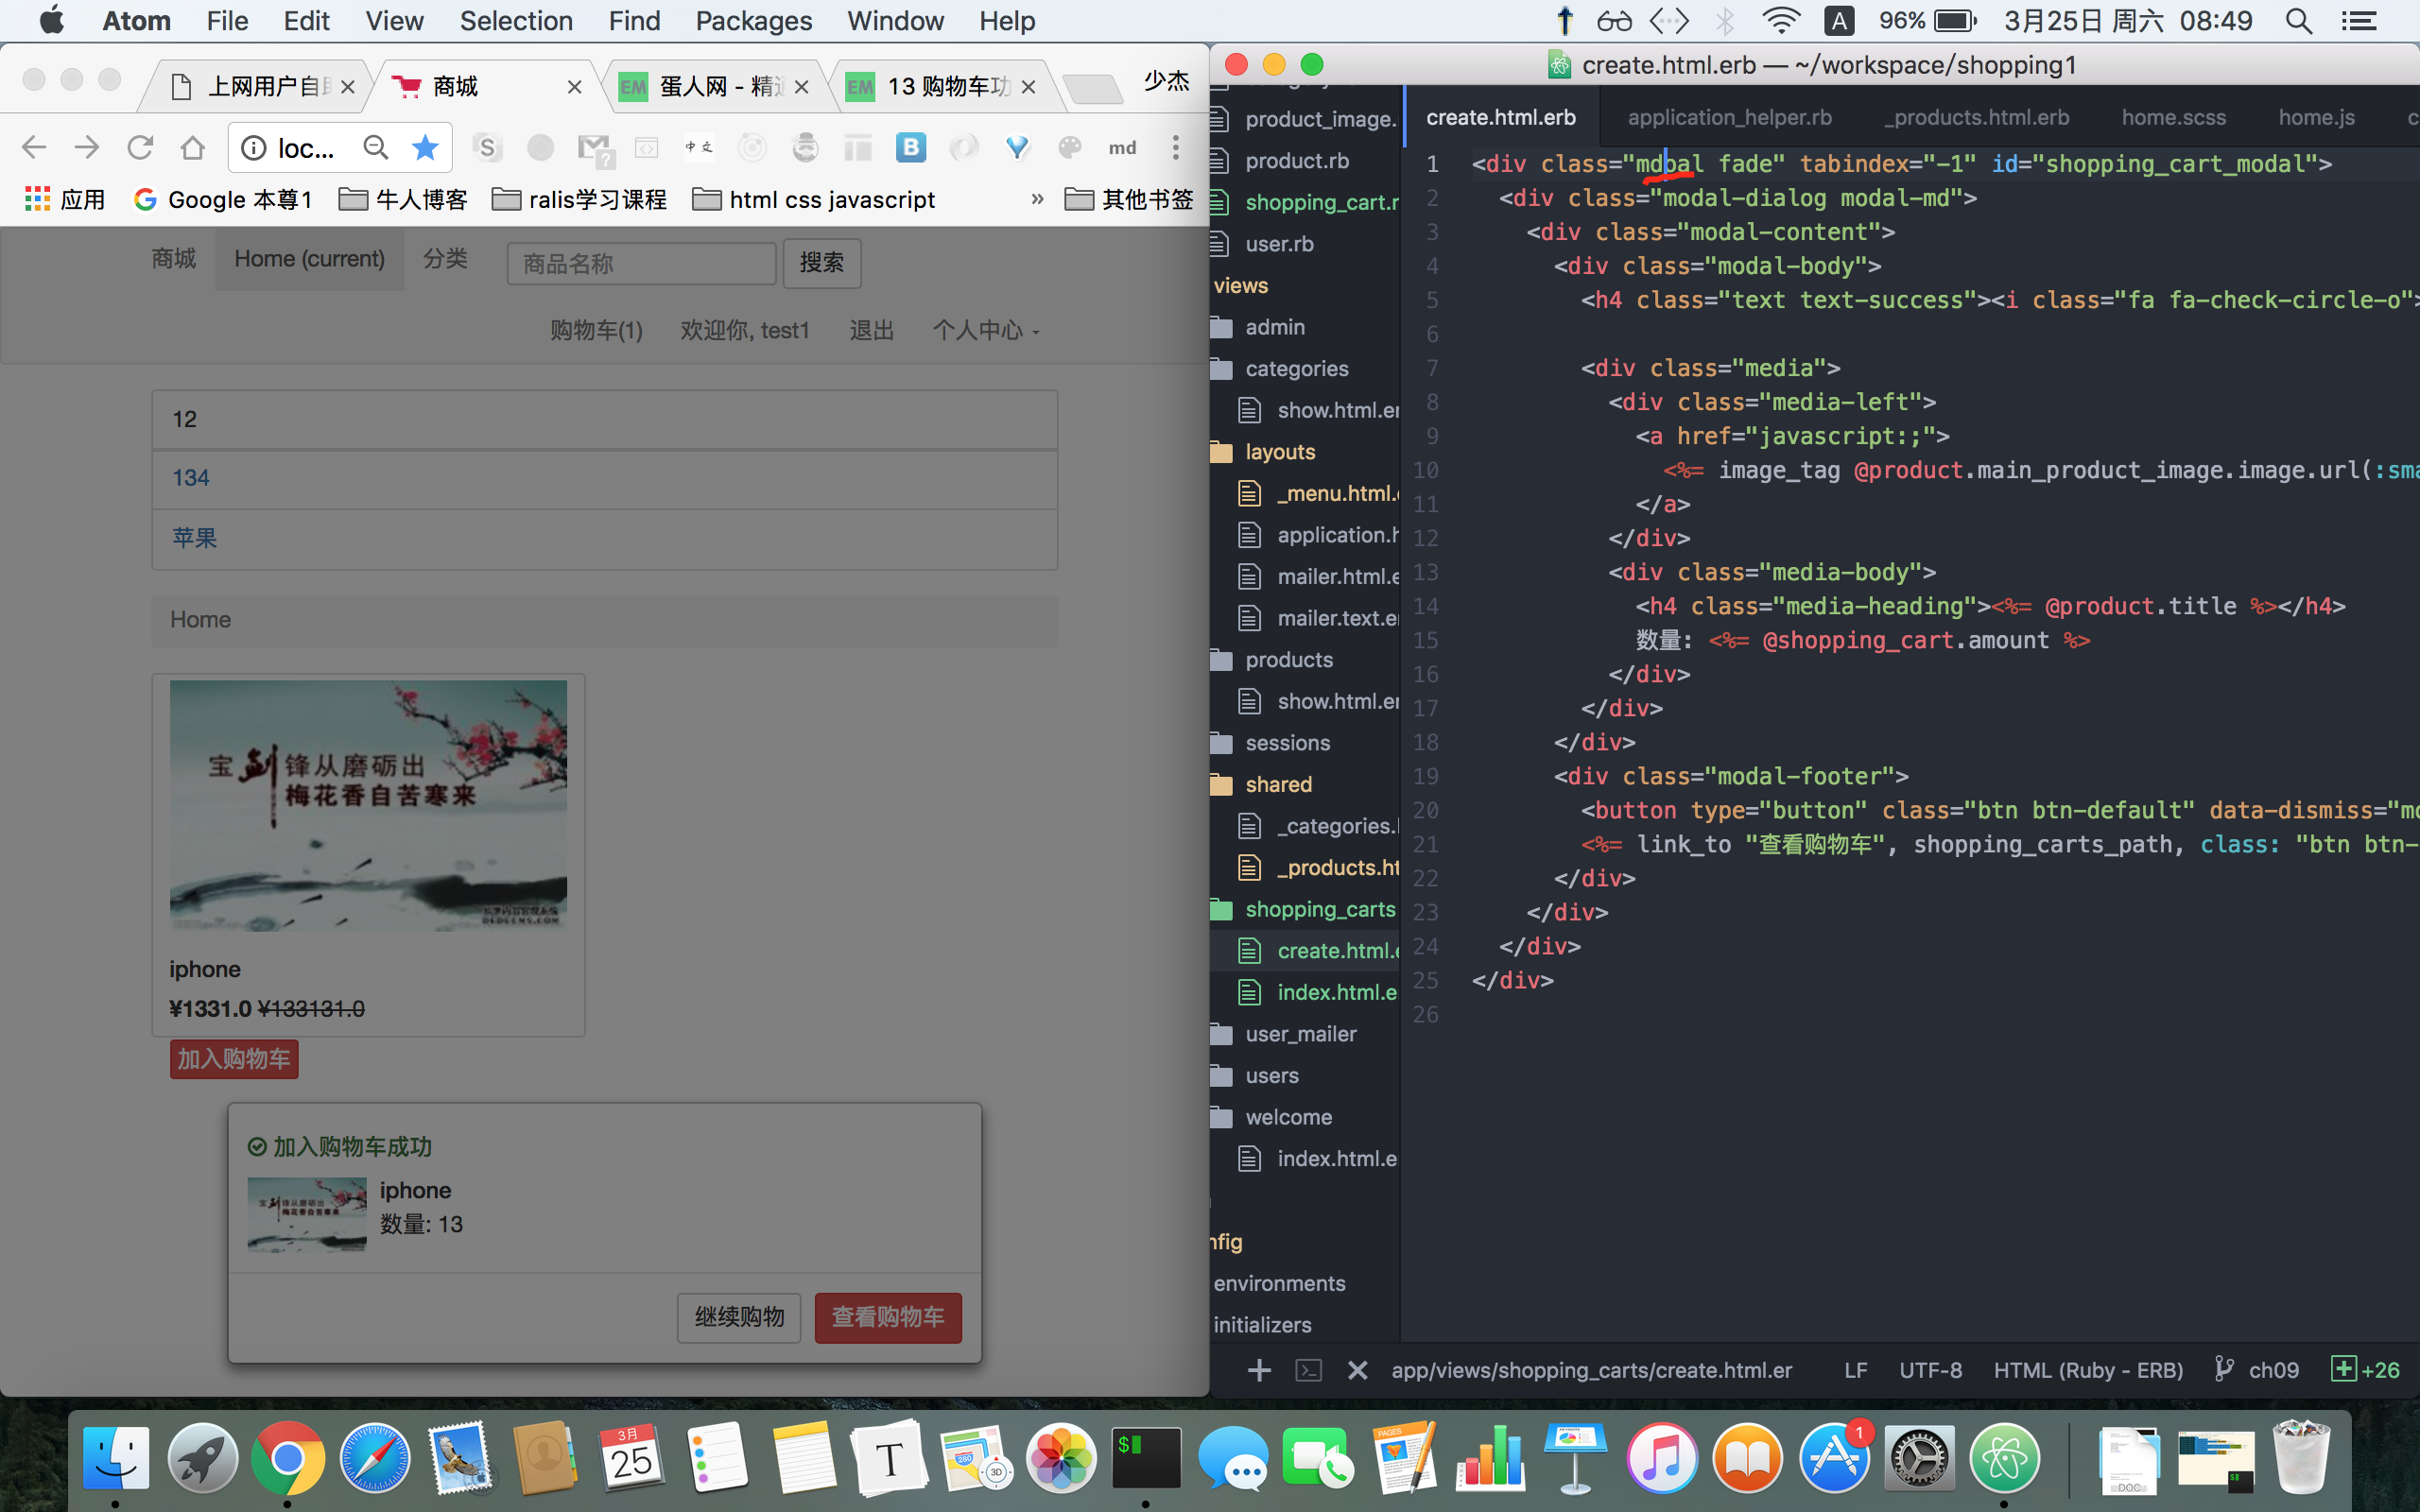 Atom File Edit View Selection Find Packages Window Help
A 96% 3月25日 周六 08:49
上网用户自助
商城
EM 蛋人网 - 精选
EM 13 购物车功
少杰
loc...
中文
B
md
应用 Google 本尊1 牛人博客 ralis学习课程 html css javascript » 其他书签
商城 Home (current) 分类 商品名称 搜索
购物车(1) 欢迎你, test1 退出 个人中心
12
134
苹果
Home
宝剑锋从磨砺出
梅花香自苦寒来
iphone
¥1331.0 ¥133131.0
加入购物车
加入购物车成功
iphone
数量: 13
继续购物 查看购物车
create.html.erb — ~/workspace/shopping1
product_image.
product.rb
shopping_cart.r
user.rb
views
admin
categories
show.html.er
layouts
_menu.html.
application.h
mailer.html.e
mailer.text.er
products
show.html.er
sessions
shared
_categories.
_products.ht
shopping_carts
create.html.e
index.html.e
user_mailer
users
welcome
index.html.e
nfig
environments
initializers
create.html.erb application_helper.rb _products.html.erb home.scss home.js c
1 <div class="mdoal fade" tabindex="-1" id="shopping_cart_modal">
2 <div class="modal-dialog modal-md">
3 <div class="modal-content">
4 <div class="modal-body">
5 <h4 class="text text-success"><i class="fa fa-check-circle-o">
6
7 <div class="media">
8 <div class="media-left">
9 <a href="javascript:;">
10 <%= image_tag @product.main_product_image.image.url(:sma
11 </a>
12 </div>
13 <div class="media-body">
14 <h4 class="media-heading"><%= @product.title %></h4>
15 数量: <%= @shopping_cart.amount %>
16 </div>
17 </div>
18 </div>
19 <div class="modal-footer">
20 <button type="button" class="btn btn-default" data-dismiss="mo
21 <%= link_to "查看购物车", shopping_carts_path, class: "btn btn-
22 </div>
23 </div>
24 </div>
25 </div>
26
app/views/shopping_carts/create.html.er LF UTF-8 HTML (Ruby - ERB) ch09 +26
3月
25
T
280
3D
$
PAGES
1
DOC